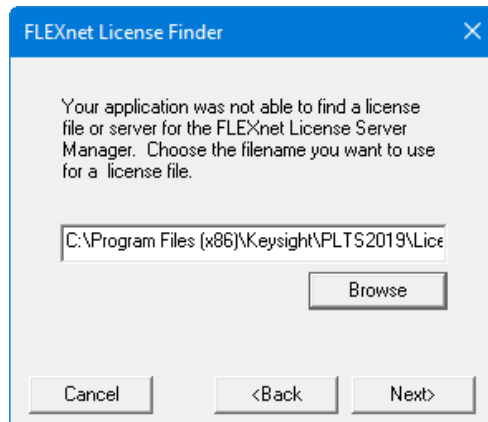 FLEXnet License Finder
Your application was not able to find a license
file or server for the FLEXnet License Server
Manager. Choose the filename you want to use
for a license file.
C:\Program Files (x86)\Keysight\PLTS2019\Lice
Browse
Cancel
<Back
Next>